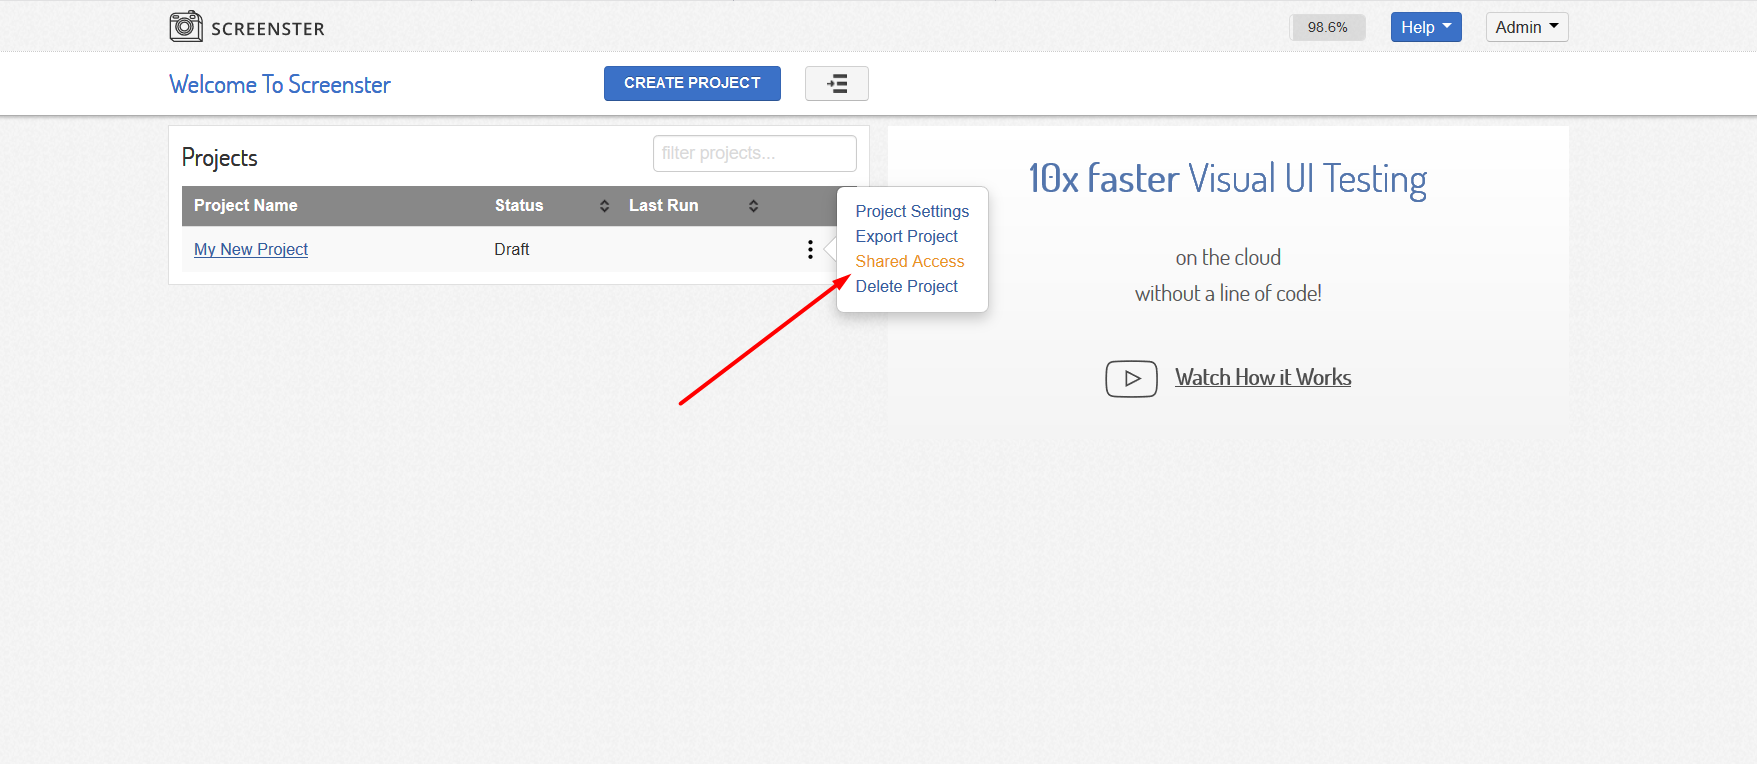 SCREENSTER
98.6%
Help
Admin
Welcome To Screenster
CREATE PROJECT
Projects
filter projects...
Project Name
Status
Last Run
My New Project
Draft
Project Settings
Export Project
Shared Access
Delete Project
10x faster Visual UI Testing
on the cloud
without a line of code!
Watch How it Works